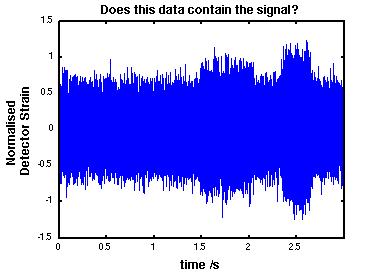 Does this data contain the signal?
1.5
1
0.5
0
-0.5
-1
-1.5
Normalised
Detector Strain
0 0.5 1 1.5 2 2.5
time /s